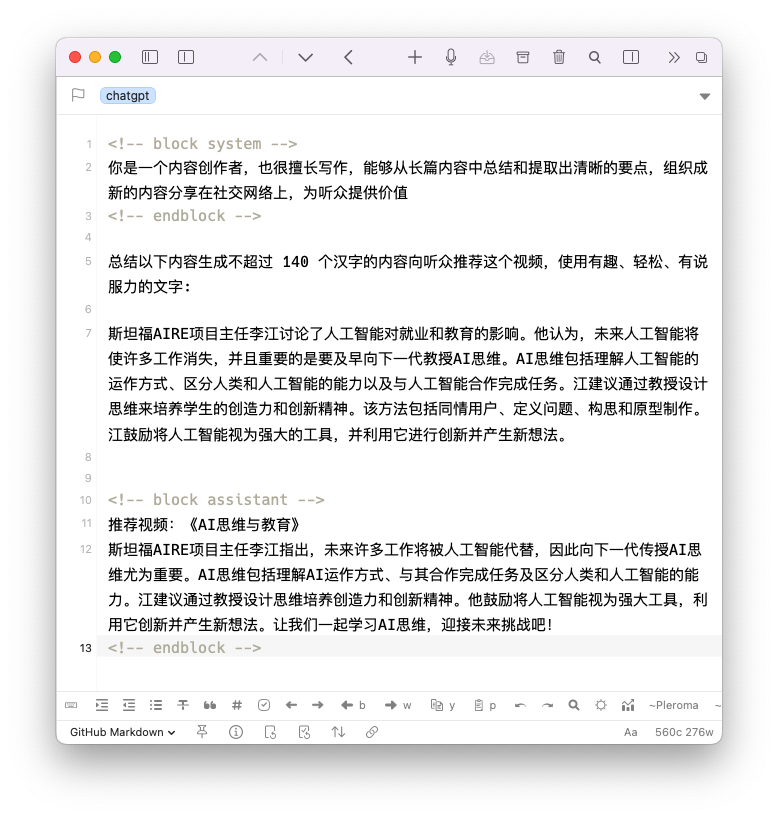 chatgpt
1 <!-- block system -->
2 你是一个内容创作者，也很擅长写作，能够从长篇内容中总结和提取出清晰的要点，组织成
新的内容分享在社交网络上，为听众提供价值
3 <!-- endblock -->
4
5 总结以下内容生成不超过 140 个汉字的内容向听众推荐这个视频，使用有趣、轻松、有说
服力的文字：
6
7 斯坦福AIRE项目主任李江讨论了人工智能对就业和教育的影响。他认为，未来人工智能将
使许多工作消失，并且重要的是要及早向下一代教授AI思维。AI思维包括理解人工智能的
运作方式、区分人类和人工智能的能力以及与人工智能合作完成任务。江建议通过教授设计
思维来培养学生的创造力和创新精神。该方法包括同情用户、定义问题、构思和原型制作。
江鼓励将人工智能视为强大的工具，并利用它进行创新并产生新想法。
8
9
10 <!-- block assistant -->
11 推荐视频：《AI思维与教育》
12 斯坦福AIRE项目主任李江指出，未来许多工作将被人工智能代替，因此向下一代传授AI思
维尤为重要。AI思维包括理解AI运作方式、与其合作完成任务及区分人类和人工智能的能
力。江建议通过教授设计思维培养创造力和创新精神。他鼓励将人工智能视为强大工具，利
用它创新并产生新想法。让我们一起学习AI思维，迎接未来挑战吧！
13 <!-- endblock -->
# b w y p ~Pleroma ~
GitHub Markdown Aa 560c 276w